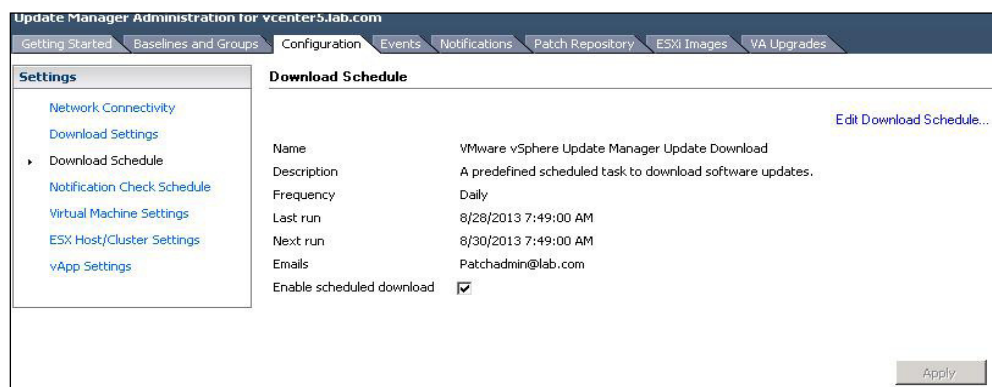 Update Manager Administration for vcenter5.lab.com
Getting Started Baselines and Groups Configuration Events Notifications Patch Repository ESXi Images VA Upgrades
Settings
Network Connectivity
Download Settings
Download Schedule
Notification Check Schedule
Virtual Machine Settings
ESX Host/Cluster Settings
vApp Settings
Download Schedule
Edit Download Schedule...
Name VMware vSphere Update Manager Update Download
Description A predefined scheduled task to download software updates.
Frequency Daily
Last run 8/28/2013 7:49:00 AM
Next run 8/30/2013 7:49:00 AM
Emails Patchadmin@lab.com
Enable scheduled download
Apply